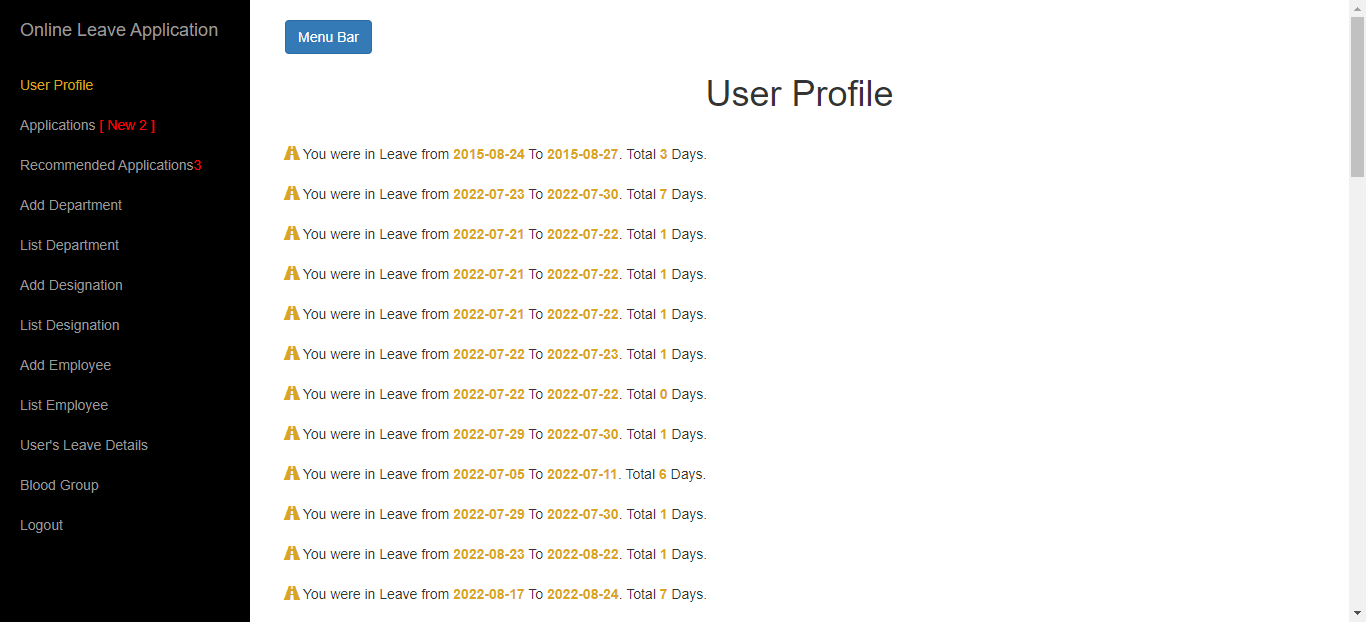 Online Leave Application
User Profile
Applications [ New 2 ]
Recommended Applications3
Add Department
List Department
Add Designation
List Designation
Add Employee
List Employee
User's Leave Details
Blood Group
Logout
Menu Bar
User Profile
You were in Leave from 2015-08-24 To 2015-08-27. Total 3 Days.
You were in Leave from 2022-07-23 To 2022-07-30. Total 7 Days.
You were in Leave from 2022-07-21 To 2022-07-22. Total 1 Days.
You were in Leave from 2022-07-21 To 2022-07-22. Total 1 Days.
You were in Leave from 2022-07-21 To 2022-07-22. Total 1 Days.
You were in Leave from 2022-07-22 To 2022-07-23. Total 1 Days.
You were in Leave from 2022-07-22 To 2022-07-22. Total 0 Days.
You were in Leave from 2022-07-29 To 2022-07-30. Total 1 Days.
You were in Leave from 2022-07-05 To 2022-07-11. Total 6 Days.
You were in Leave from 2022-07-29 To 2022-07-30. Total 1 Days.
You were in Leave from 2022-08-23 To 2022-08-22. Total 1 Days.
You were in Leave from 2022-08-17 To 2022-08-24. Total 7 Days.